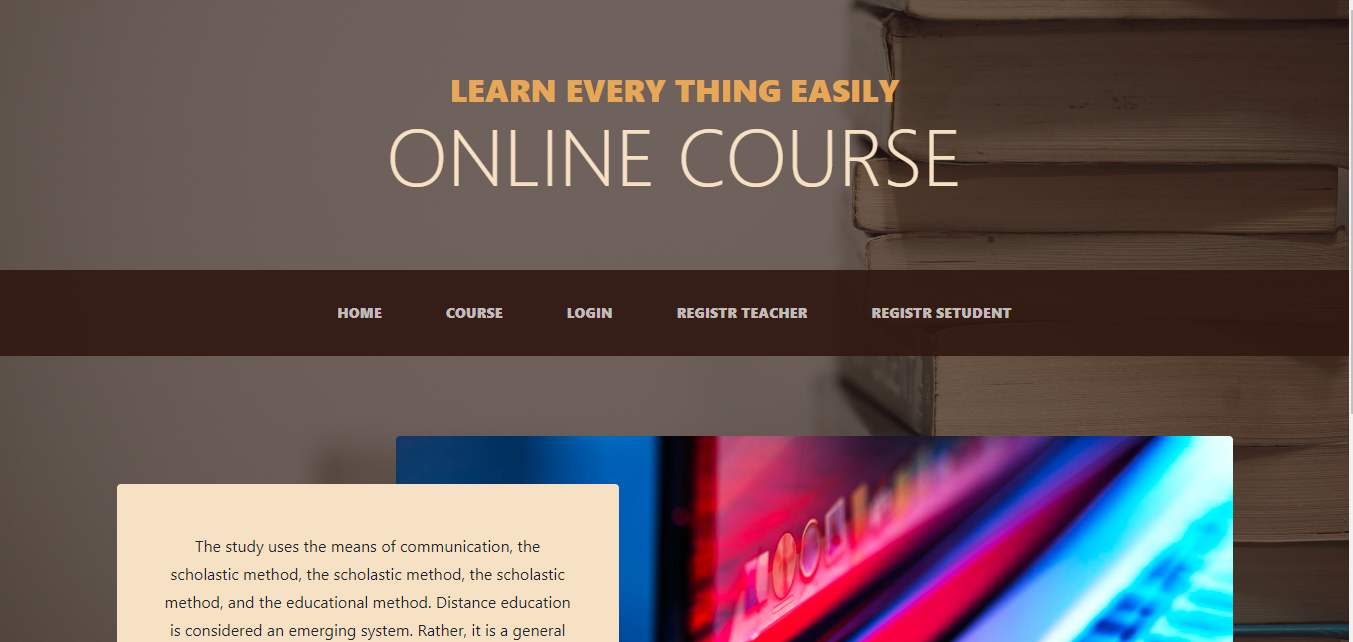 LEARN EVERY THING EASILY
ONLINE COURSE
HOME COURSE LOGIN REGISTR TEACHER REGISTR SETUDENT
The study uses the means of communication, the
scholastic method, the scholastic method, the scholastic
method, and the educational method. Distance education
is considered an emerging system. Rather, it is a general